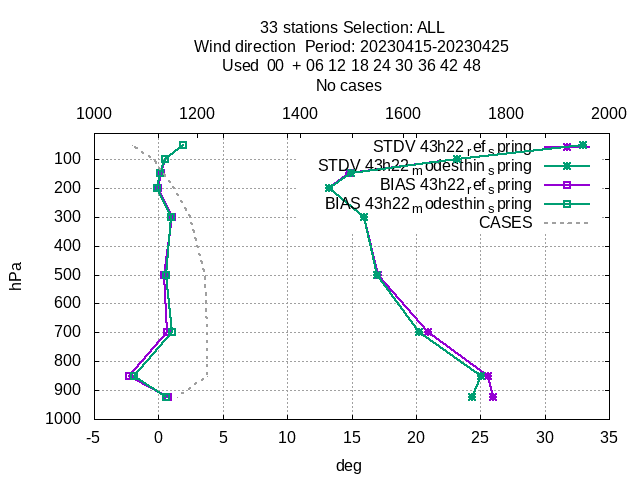 33 stations Selection: ALL
Wind direction  Period: 20230415-20230425
Used  00  + 06 12 18 24 30 36 42 48
No cases
1000 1200 1400 1600 1800 2000
STDV 43h22_ref_spring
STDV 43h22_modesthin_spring
BIAS 43h22_ref_spring
BIAS 43h22_modesthin_spring
CASES
100
200
300
400
500
600
700
800
900
1000
hPa
-5 0 5 10 15 20 25 30 35
deg